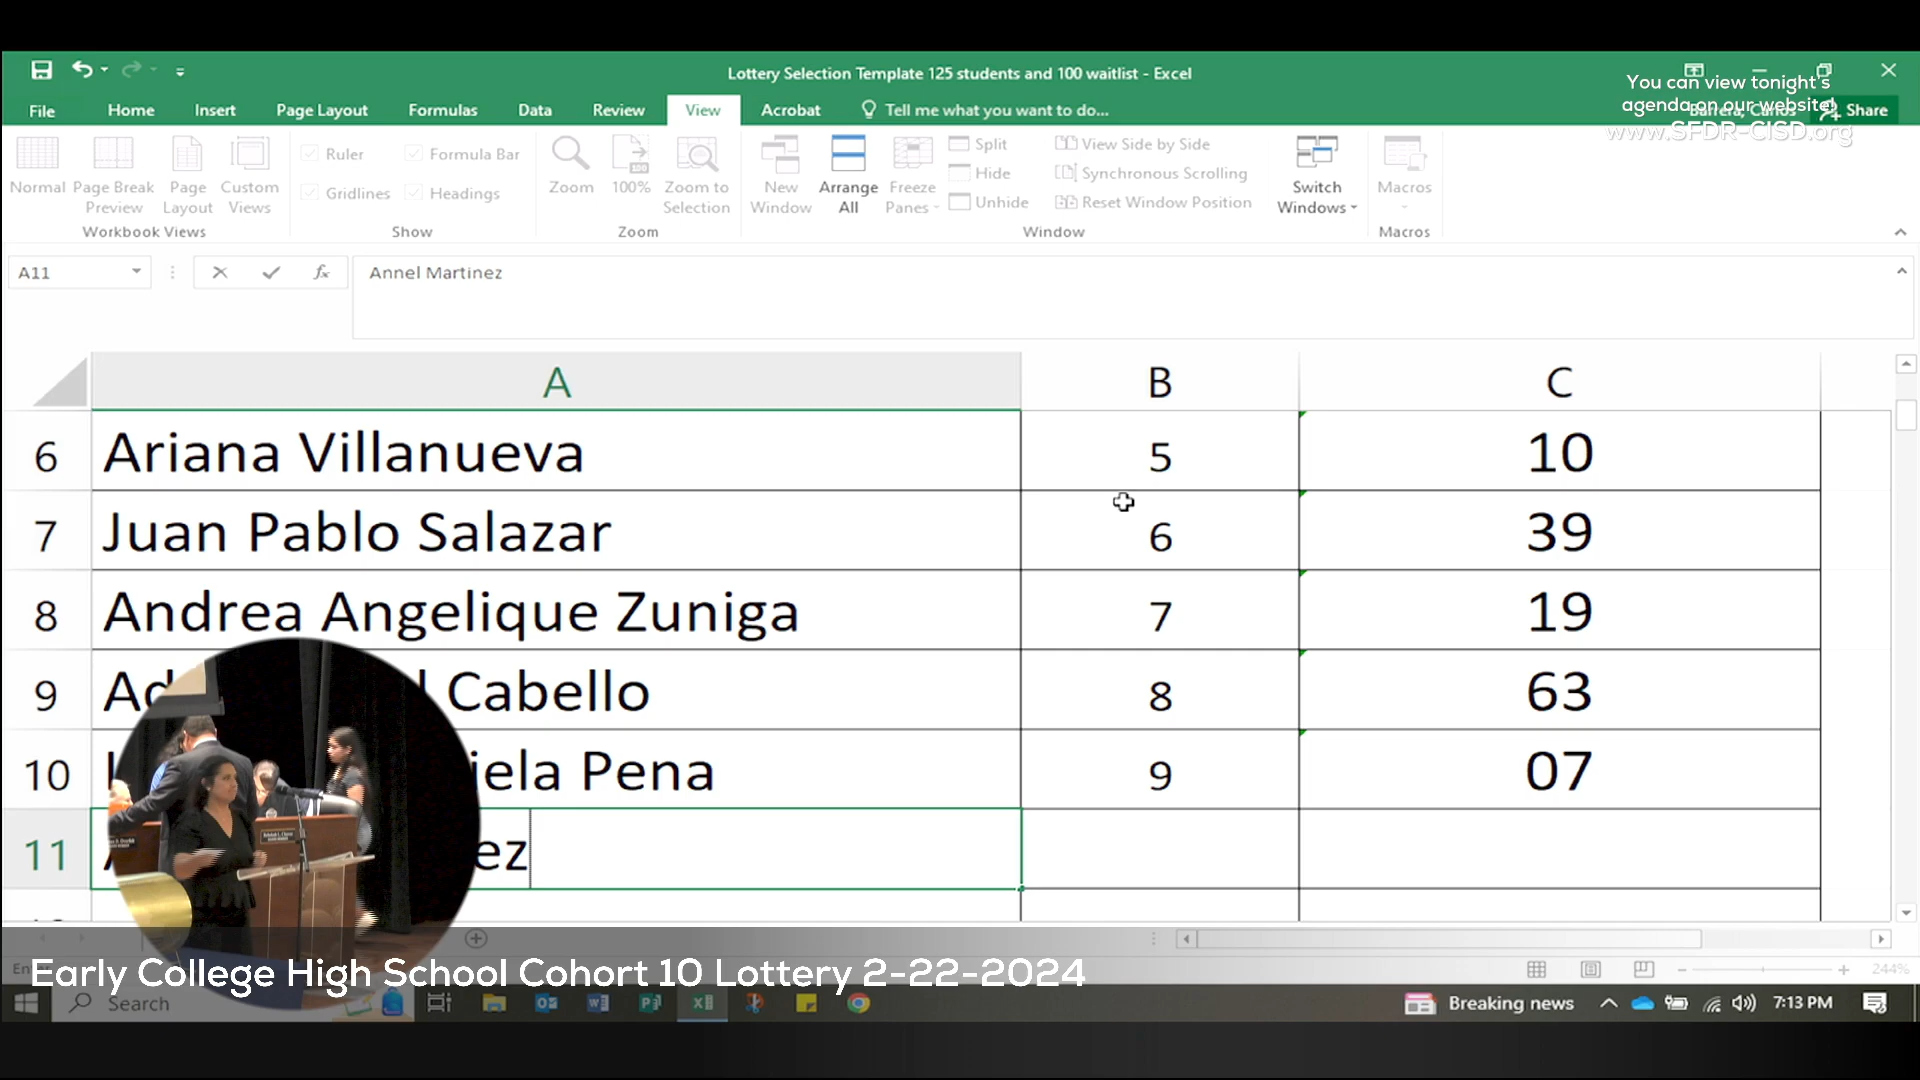 Lottery Selection Template 125 students and 100 waitlist - Excel
You can view tonight's
agenda on our website!
www.SFDR-CISD.org
File Home Insert Page Layout Formulas Data Review View Acrobat Tell me what you want to do... Barrera, Carlos Share
Normal Page Break Preview Page Layout Custom Views
Workbook Views
Ruler Formula Bar
Gridlines Headings
Show
Zoom 100% Zoom to Selection
Zoom
New Window Arrange All Freeze Panes
Split
Hide
Unhide
View Side by Side
Synchronous Scrolling
Reset Window Position
Switch Windows
Window
Macros
Macros
A11 fx Annel Martinez
A B C
6 Ariana Villanueva 5 10
7 Juan Pablo Salazar 6 39
8 Andrea Angelique Zuniga 7 19
9 Cabello 8 63
10 Pena 9 07
11
Early College High School Cohort 10 Lottery 2-22-2024
244%
Search Breaking news 7:13 PM